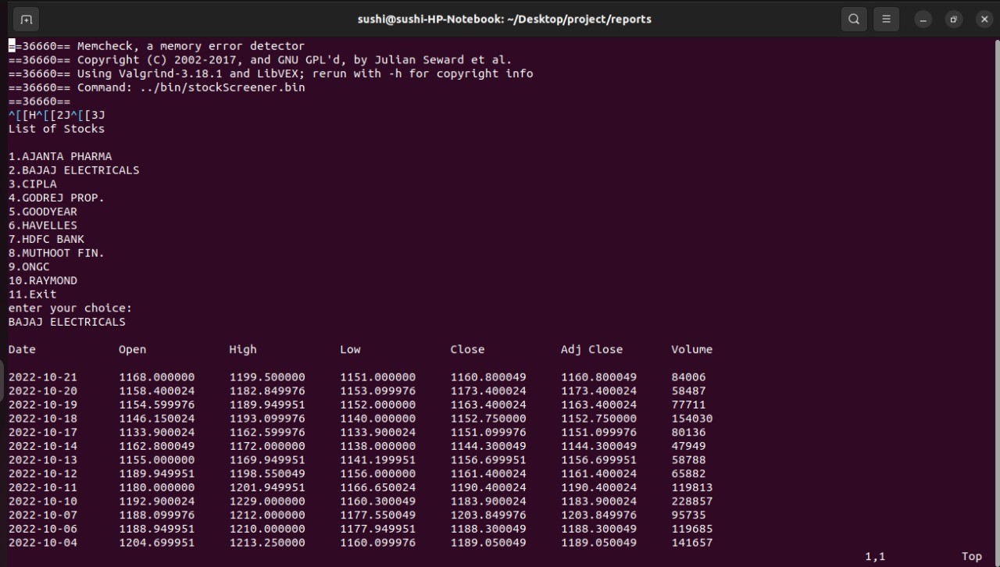 sushi@sushi-HP-Notebook: ~/Desktop/project/reports
==36660== Memcheck, a memory error detector
==36660== Copyright (C) 2002-2017, and GNU GPL'd, by Julian Seward et al.
==36660== Using Valgrind-3.18.1 and LibVEX; rerun with -h for copyright info
==36660== Command: ../bin/stockScreener.bin
==36660==
^[[H^[[2J^[[3J
List of Stocks
1.AJANTA PHARMA
2.BAJAJ ELECTRICALS
3.CIPLA
4.GODREJ PROP.
5.GOODYEAR
6.HAVELLES
7.HDFC BANK
8.MUTHOOT FIN.
9.ONGC
10.RAYMOND
11.Exit
enter your choice:
BAJAJ ELECTRICALS
Date Open High Low Close Adj Close Volume
2022-10-21 1168.000000 1199.500000 1151.000000 1160.800049 1160.800049 84006
2022-10-20 1158.400024 1182.849976 1153.099976 1173.400024 1173.400024 58487
2022-10-19 1154.599976 1189.949951 1152.000000 1163.400024 1163.400024 77711
2022-10-18 1146.150024 1193.099976 1140.000000 1152.750000 1152.750000 154030
2022-10-17 1133.900024 1162.599976 1133.900024 1151.099976 1151.099976 80136
2022-10-14 1162.800049 1172.000000 1138.000000 1144.300049 1144.300049 47949
2022-10-13 1155.000000 1169.949951 1141.199951 1156.699951 1156.699951 58788
2022-10-12 1189.949951 1198.550049 1156.000000 1161.400024 1161.400024 65882
2022-10-11 1180.000000 1201.949951 1166.650024 1190.400024 1190.400024 119813
2022-10-10 1192.900024 1229.000000 1160.300049 1183.900024 1183.900024 228857
2022-10-07 1188.099976 1212.000000 1177.550049 1203.849976 1203.849976 95735
2022-10-06 1188.949951 1210.000000 1177.949951 1188.300049 1188.300049 119685
2022-10-04 1204.699951 1213.250000 1160.099976 1189.050049 1189.050049 141657
1,1 Top